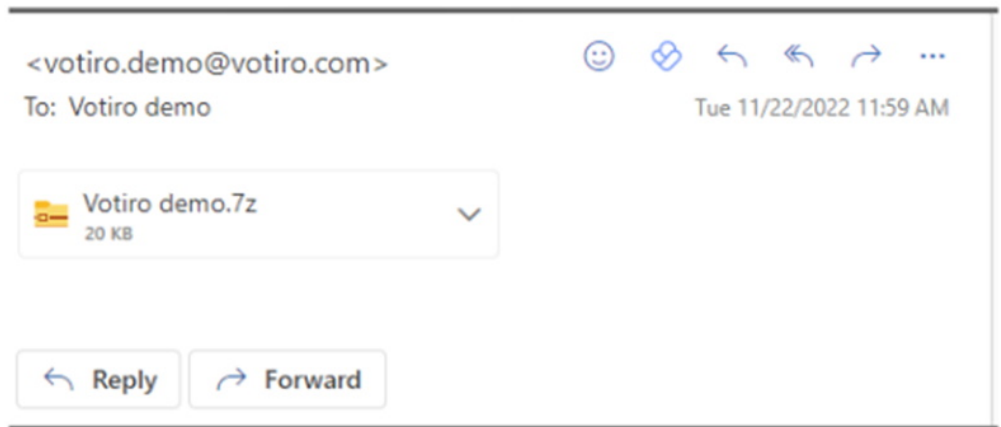 <votiro.demo@votiro.com>
To: Votiro demo
Tue 11/22/2022 11:59 AM
Votiro demo.7z
20 KB
Reply
Forward